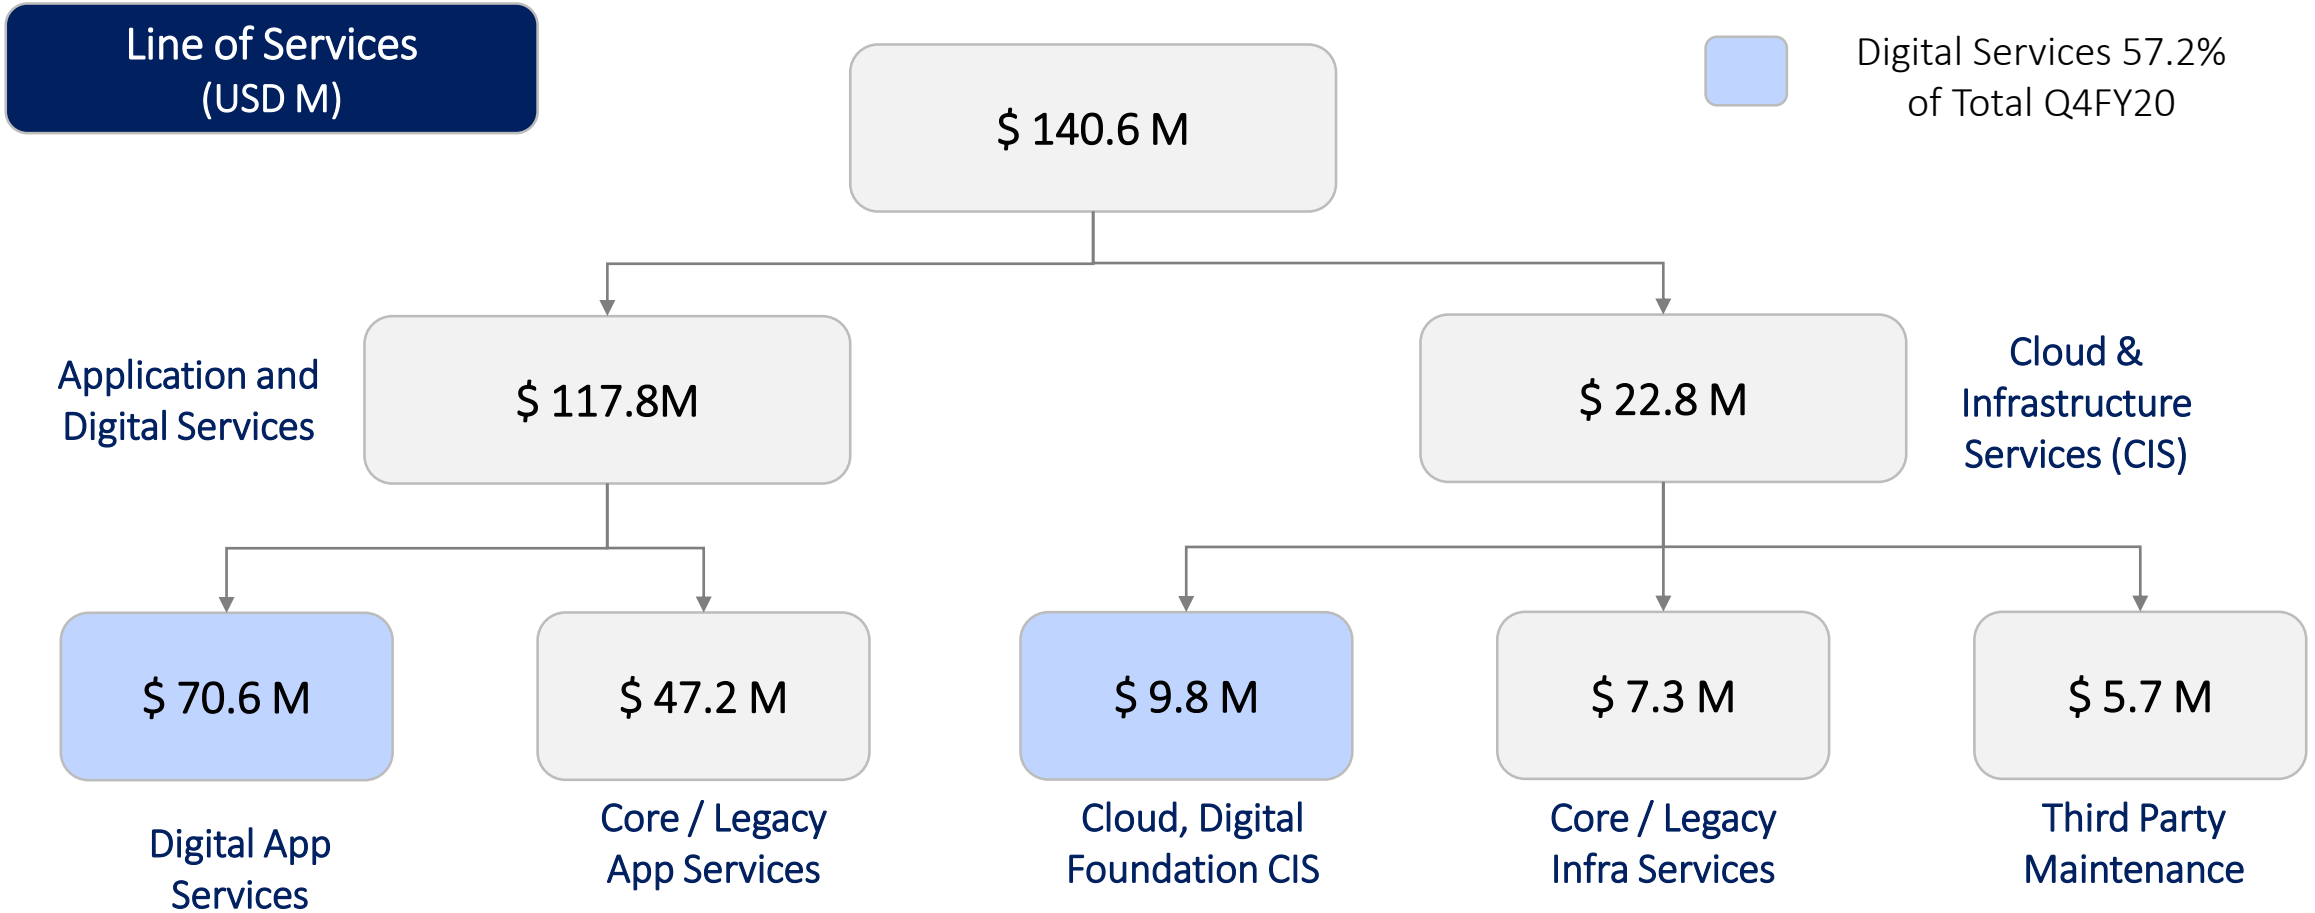 Line of Services
(USD M)
$ 140.6 M
Digital Services 57.2%
of Total Q4FY20
Application and
Digital Services
$ 117.8M
$ 22.8 M
Cloud &
Infrastructure
Services (CIS)
$ 70.6 M
$ 47.2 M
$ 9.8 M
$ 7.3 M
$ 5.7 M
Digital App
Services
Core / Legacy
App Services
Cloud, Digital
Foundation CIS
Core / Legacy
Infra Services
Third Party
Maintenance